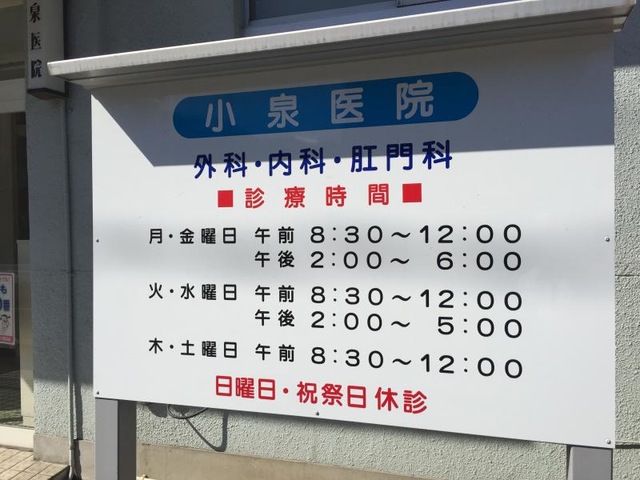 泉医院
小泉医院
外科・内科・肛門科
■診療時間■
月・金曜日 午前 8:30〜12:00
午後 2:00〜 6:00
火・水曜日 午前 8:30〜12:00
午後 2:00〜 5:00
木・土曜日 午前 8:30〜12:00
日曜日・祝祭日休診